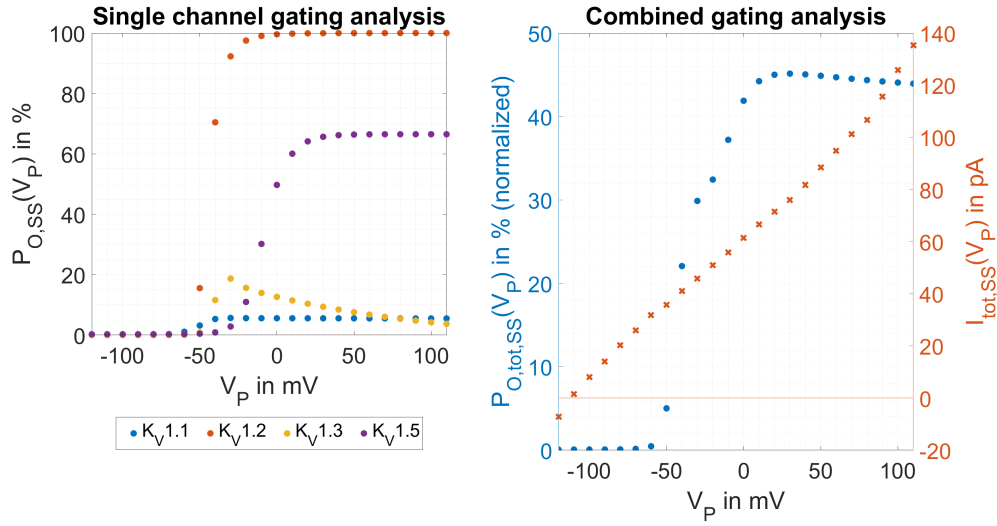 Single channel gating analysis
P_O,SS(V_P) in %
100
80
60
40
20
0
-100 -50 0 50 100
V_P in mV
K_V1.1 K_V1.2 K_V1.3 K_V1.5
Combined gating analysis
P_O,tot,SS(V_P) in % (normalized)
50
40
30
20
10
0
-100 -50 0 50 100
V_P in mV
140
120
100
80
60
40
20
0
-20
I_tot,SS(V_P) in pA